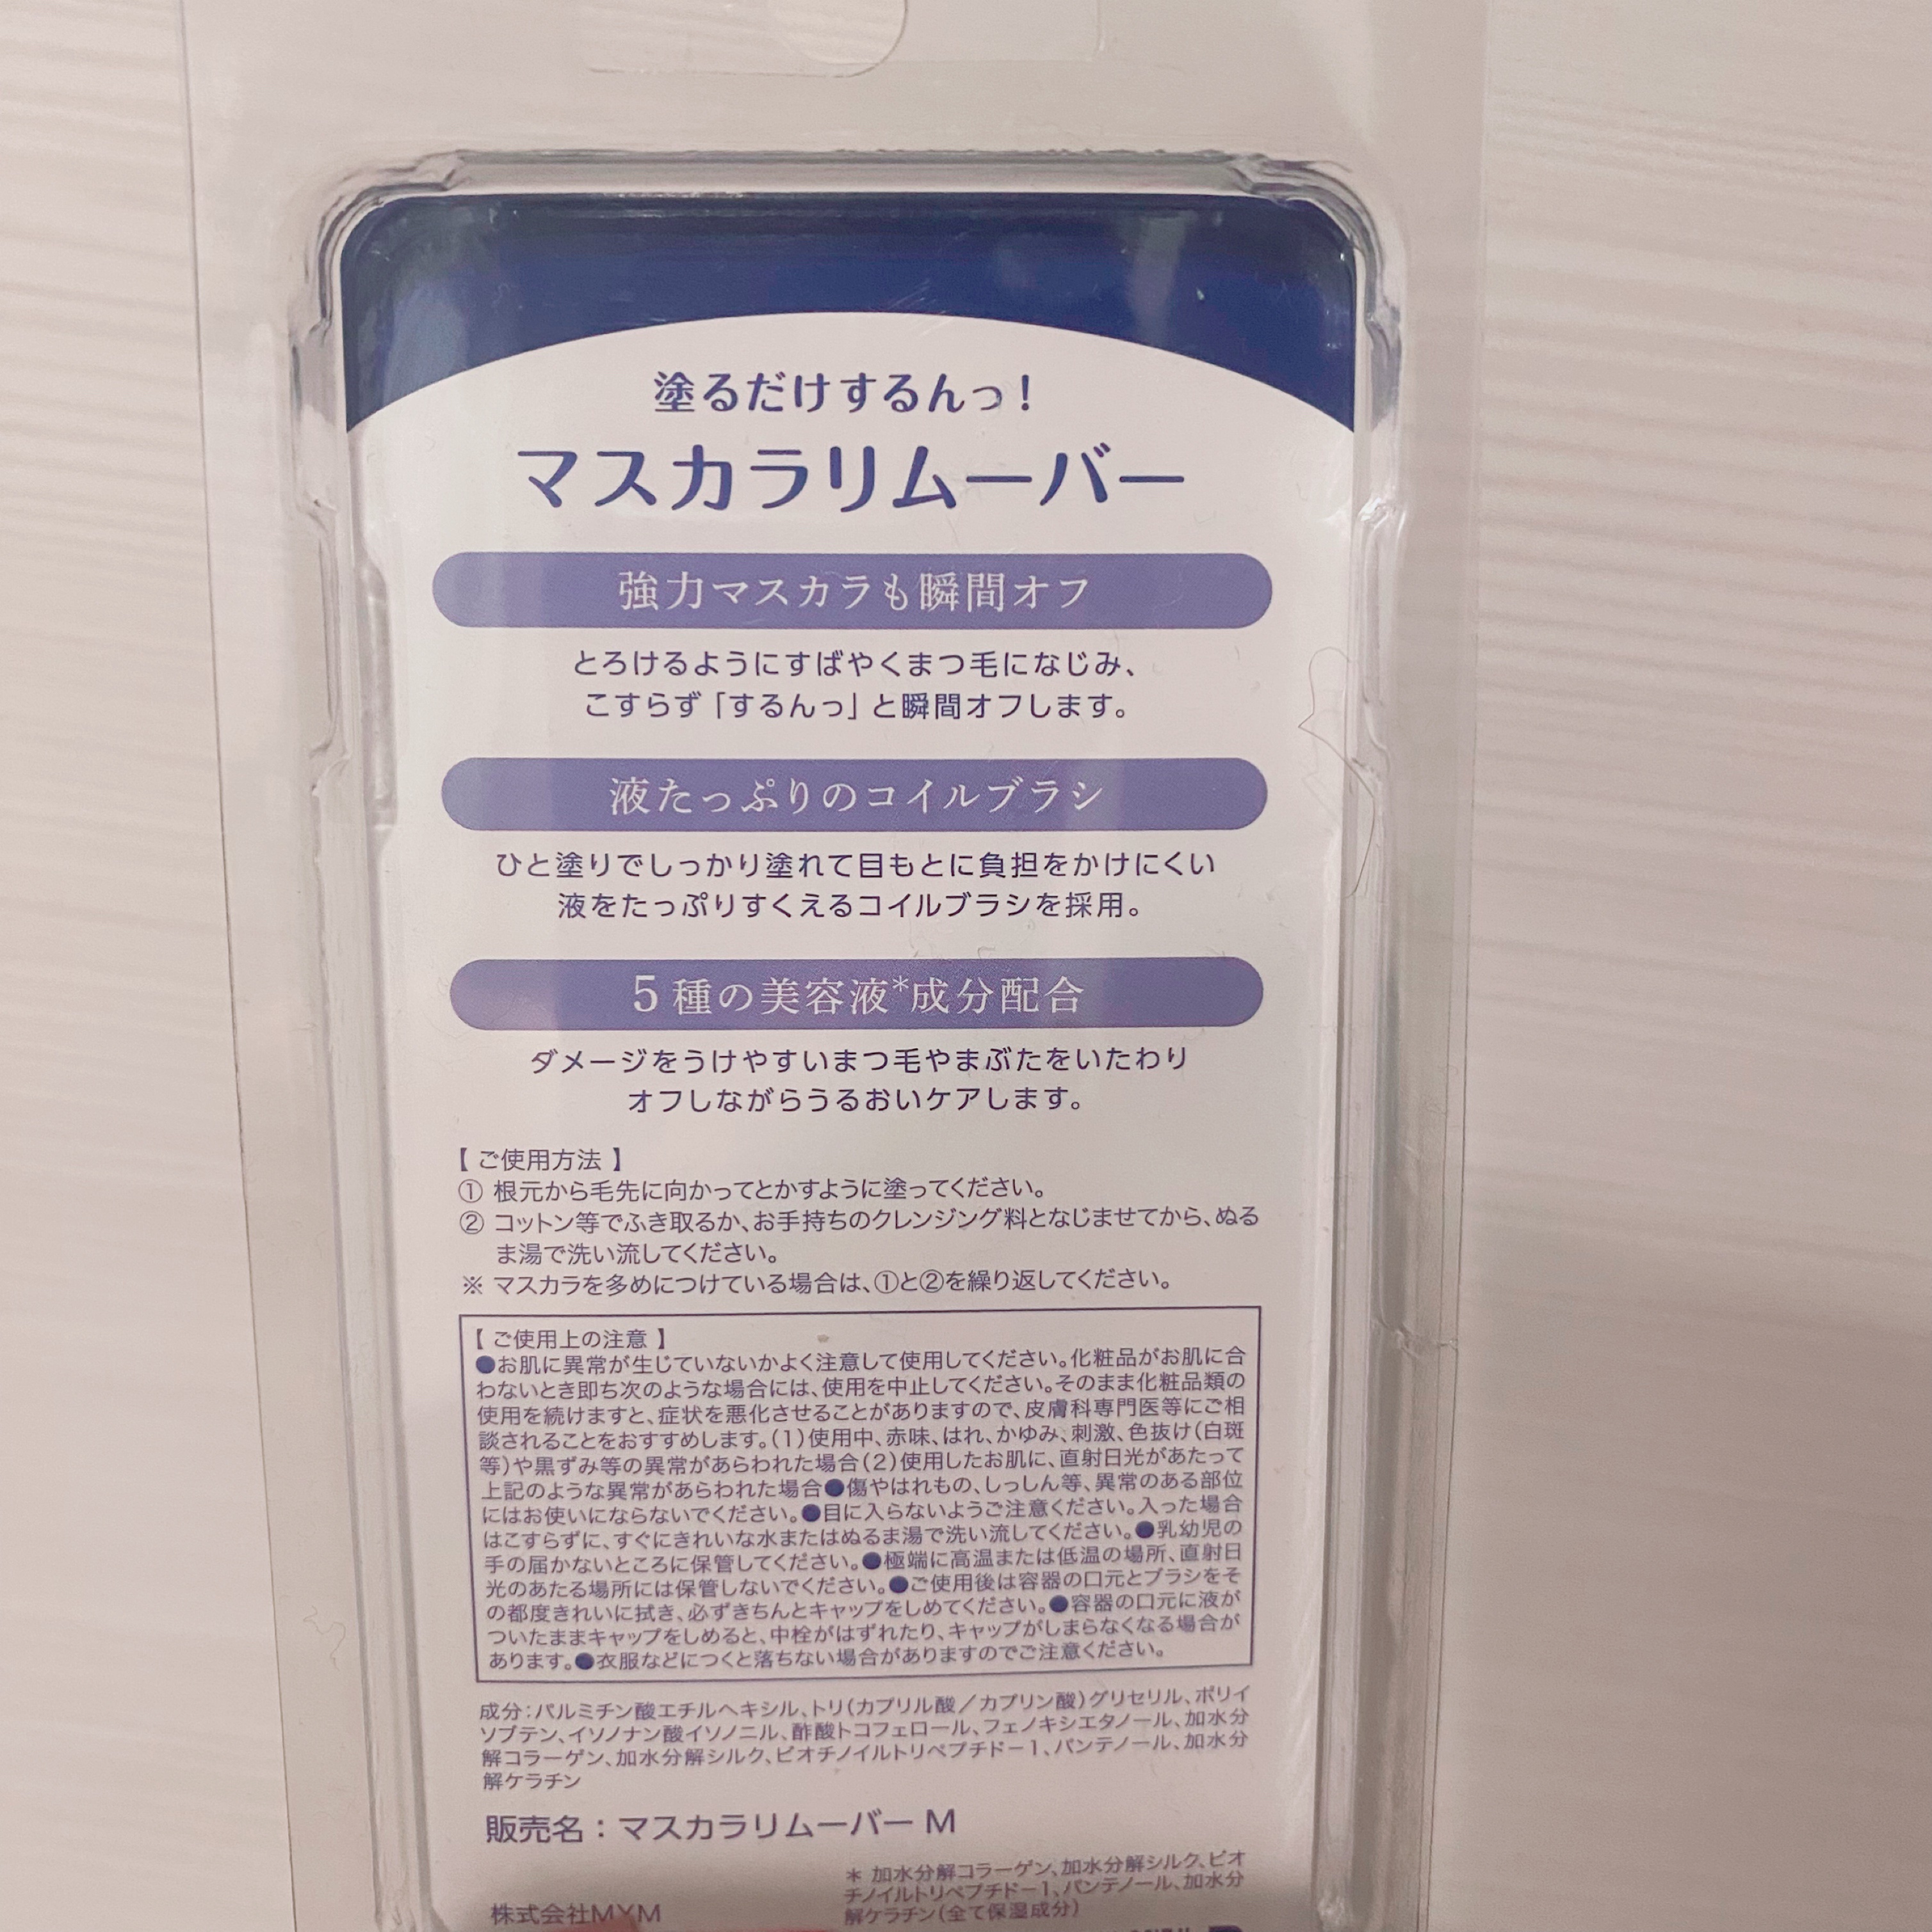 塗るだけするんっ！
マスカラリムーバー
強力マスカラも瞬間オフ
とろけるようにすばやくまつ毛になじみ、
こすらず「するんっ」と瞬間オフします。
液たっぷりのコイルブラシ
ひと塗りでしっかり塗れて目もとに負担をかけにくい
液をたっぷりすくえるコイルブラシを採用。
5種の美容液*成分配合
ダメージをうけやすいまつ毛やまぶたをいたわり
オフしながらうるおいケアします。
【 ご使用方法 】
① 根元から毛先に向かってとかすように塗ってください。
② コットン等でふき取るか、お手持ちのクレンジング料となじませてから、ぬる
ま湯で洗い流してください。
※ マスカラを多めにつけている場合は、①と②を繰り返してください。
【 ご使用上の注意 】
●お肌に異常が生じていないかよく注意して使用してください。化粧品がお肌に合
わないとき即ち次のような場合には、使用を中止してください。そのまま化粧品類の
使用を続けますと、症状を悪化させることがありますので、皮膚科専門医等にご相
談されることをおすすめします。(1)使用中、赤味、はれ、かゆみ、刺激、色抜け(白斑
等)や黒ずみ等の異常があらわれた場合(2)使用したお肌に、直射日光があたって
上記のような異常があらわれた場合●傷やはれもの、しっしん等、異常のある部位
にはお使いにならないでください。●目に入らないようご注意ください。入った場合
はこすらずに、すぐにきれいな水またはぬるま湯で洗い流してください。●乳幼児の
手の届かないところに保管してください。●極端に高温または低温の場所、直射日
光のあたる場所には保管しないでください。●ご使用後は容器の口元とブラシをそ
の都度きれいに拭き、必ずきちんとキャップをしめてください。●容器の口元に液が
ついたままキャップをしめると、中栓がはずれたり、キャップがしまらなくなる場合が
あります。●衣服などにつくと落ちない場合がありますのでご注意ください。
成分：パルミチン酸エチルヘキシル、トリ(カプリル酸／カプリン酸)グリセリル、ポリイ
ソブテン、イソノナン酸イソノニル、酢酸トコフェロール、フェノキシエタノール、加水分
解コラーゲン、加水分解シルク、ビオチノイルトリペプチド－1、パンテノール、加水分
解ケラチン
販売名：マスカラリムーバー M
* 加水分解コラーゲン、加水分解シルク、ビオ
チノイルトリペプチド－1、パンテノール、加水分
解ケラチン(全て保湿成分)
株式会社MXM